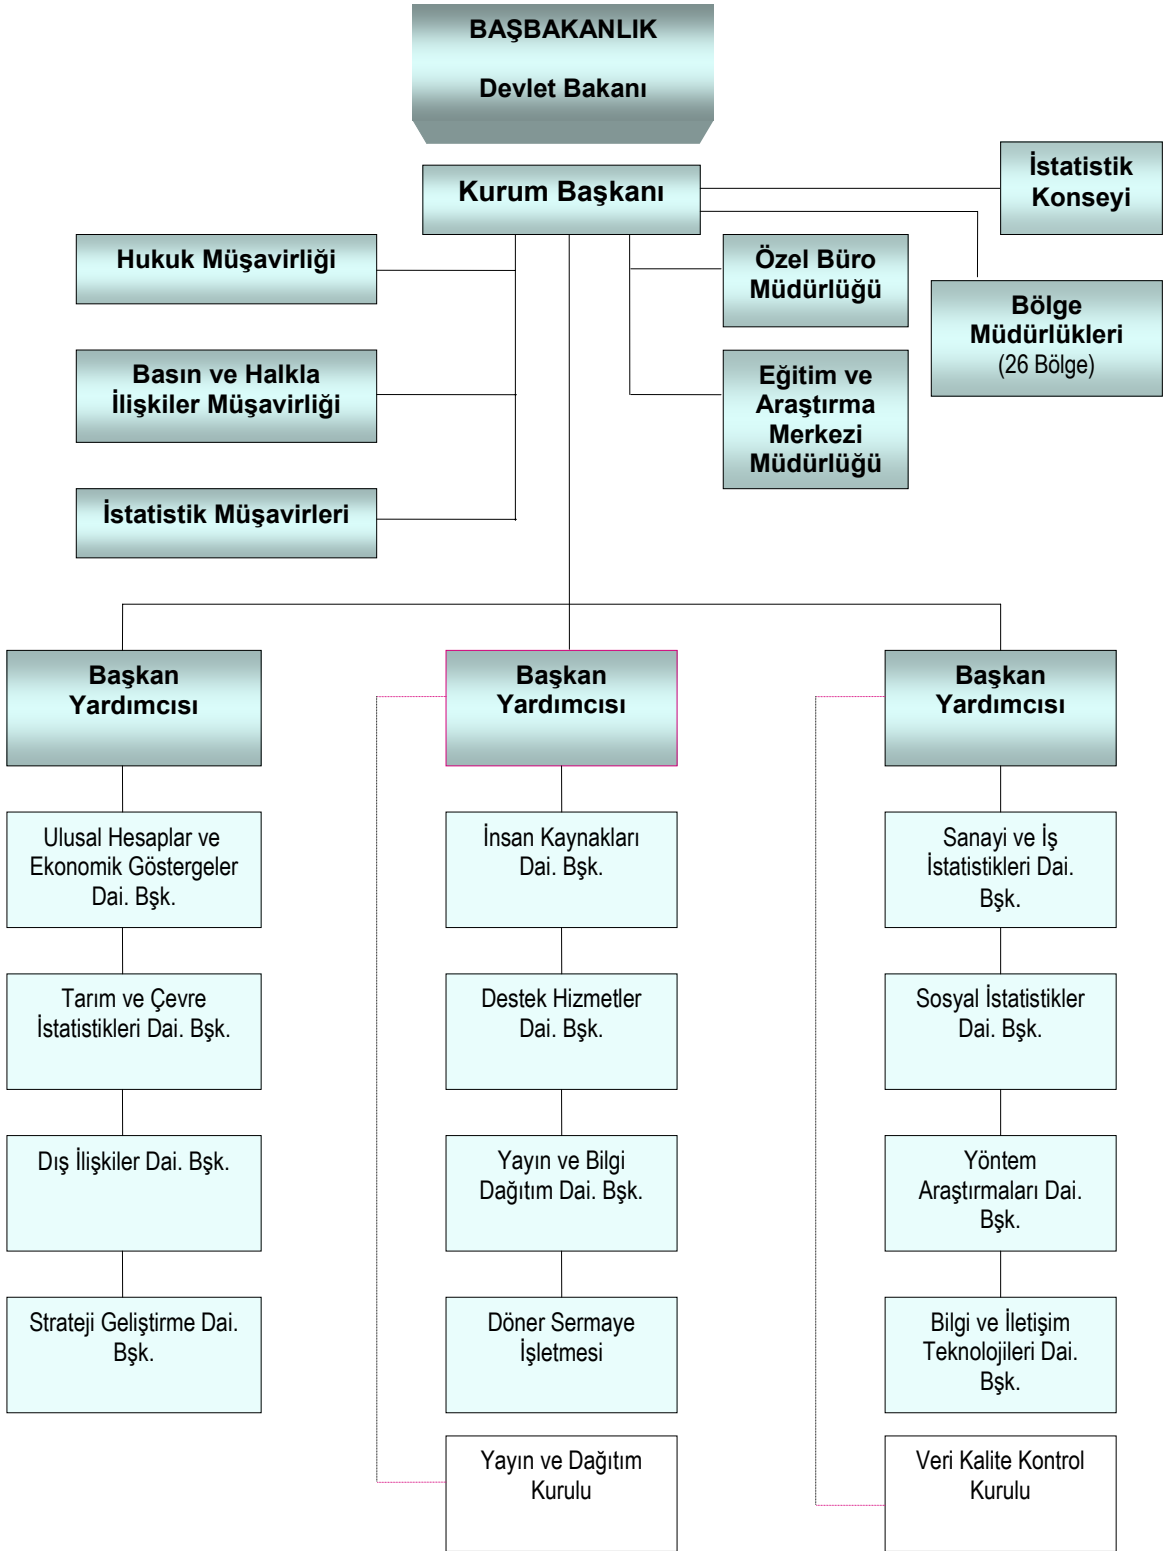 BAŞBAKANLIK
Devlet Bakanı
Kurum Başkanı
İstatistik
Konseyi
Hukuk Müşavirliği
Özel Büro
Müdürlüğü
Bölge
Müdürlükleri
(26 Bölge)
Basın ve Halkla
İlişkiler Müşavirliği
Eğitim ve
Araştırma
Merkezi
Müdürlüğü
İstatistik Müşavirleri
Başkan
Yardımcısı
Başkan
Yardımcısı
Başkan
Yardımcısı
Ulusal Hesaplar ve
Ekonomik Göstergeler
Dai. Bşk.
İnsan Kaynakları
Dai. Bşk.
Sanayi ve İş
İstatistikleri Dai.
Bşk.
Tarım ve Çevre
İstatistikleri Dai. Bşk.
Destek Hizmetler
Dai. Bşk.
Sosyal İstatistikler
Dai. Bşk.
Dış İlişkiler Dai. Bşk.
Yayın ve Bilgi
Dağıtım Dai. Bşk.
Yöntem
Araştırmaları Dai.
Bşk.
Strateji Geliştirme Dai.
Bşk.
Döner Sermaye
İşletmesi
Bilgi ve İletişim
Teknolojileri Dai.
Bşk.
Yayın ve Dağıtım
Kurulu
Veri Kalite Kontrol
Kurulu